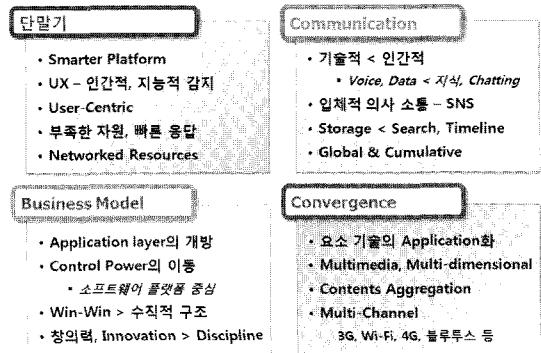 단말기
• Smarter Platform
• UX – 인간적, 지능적 감지
• User-Centric
• 부족한 자원, 빠른 응답
• Networked Resources
Communication
• 기술적 < 인간적
▪ Voice, Data < 지식, Chatting
• 입체적 의사 소통 – SNS
• Storage < Search, Timeline
• Global & Cumulative
Business Model
• Application layer의 개방
• Control Power의 이동
▪ 소프트웨어 플랫폼 중심
• Win-Win > 수직적 구조
• 창의력, Innovation > Discipline
Convergence
• 요소 기술의 Application화
• Multimedia, Multi-dimensional
• Contents Aggregation
• Multi-Channel
3G, Wi-Fi, 4G, 블루투스 등